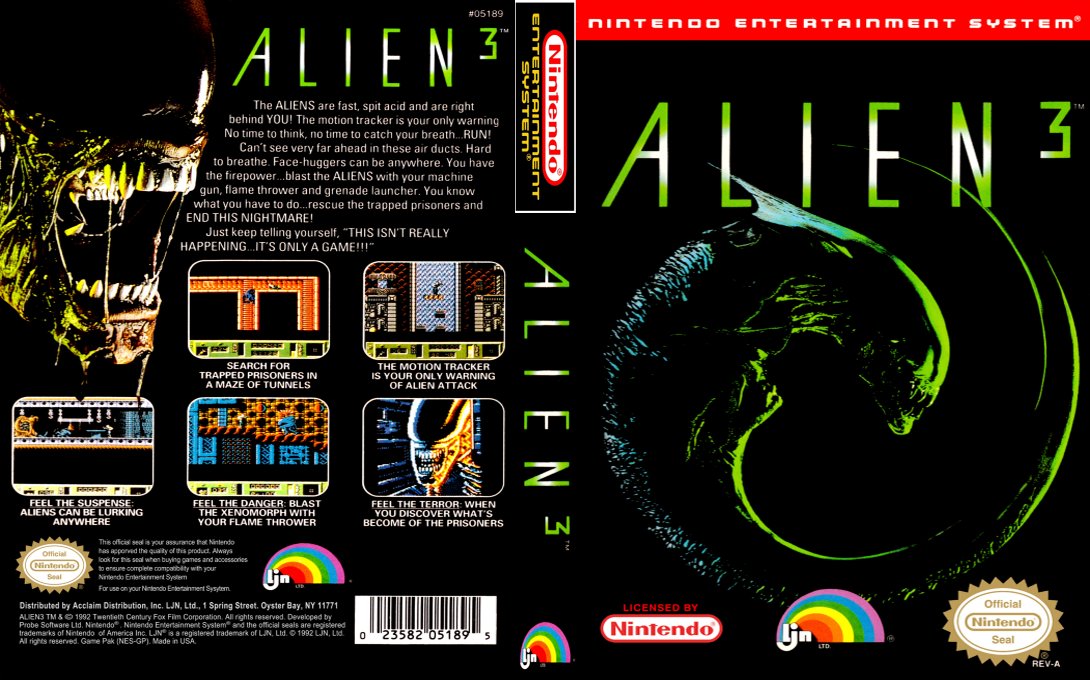 #05189
ALIEN 3™
The ALIENS are fast, spit acid and are right
behind YOU! The motion tracker is your only warning
No time to think, no time to catch your breath...RUN!
Can't see very far ahead in these air ducts. Hard
to breathe. Face-huggers can be anywhere. You have
the firepower...blast the ALIENS with your machine
gun, flame thrower and grenade launcher. You know
what you have to do...rescue the trapped prisoners and
END THIS NIGHTMARE!
Just keep telling yourself, "THIS ISN'T REALLY
HAPPENING...IT'S ONLY A GAME!!!"
SEARCH FOR
TRAPPED PRISONERS IN
A MAZE OF TUNNELS
THE MOTION TRACKER
IS YOUR ONLY WARNING
OF ALIEN ATTACK
FEEL THE SUSPENSE:
ALIENS CAN BE LURKING
ANYWHERE
FEEL THE DANGER: BLAST
THE XENOMORPH WITH
YOUR FLAME THROWER
FEEL THE TERROR: WHEN
YOU DISCOVER WHAT'S
BECOME OF THE PRISONERS
Official
Nintendo
Seal
This official seal is your assurance that Nintendo
has apporved the quality of this product. Always
look for this seal when buying games and accessories
to ensure complete compatibility with your
Nintendo Entertainment System
For use on your Nintendo Entertainment Sysytem.
ljn
LTD
®
Distributed by Acclaim Distribution, Inc. LJN, Ltd., 1 Spring Street. Oyster Bay, NY 11771
ALIEN3 TM & © 1992 Twentieth Century Fox Film Corporation. All rights reserved. Developed by
Probe Software Ltd. Nintendo®. Nintendo Entertainment System® and the official seals are registered
trademarks of Nintendo of America Inc. LJN® is a registered trademark of LJN, Ltd. © 1992 LJN, Ltd.
All rights reserved. Game Pak (NES-GP). Made in USA.
0 23582 05189 5
Nintendo®
ENTERTAINMENT
SYSTEM®
ALIEN 3™
ljn
LTD
®
NINTENDO ENTERTAINMENT SYSTEM®
ALIEN 3™
LICENSED BY
Nintendo®
ljn
LTD.
®
Official
Nintendo
Seal
REV-A